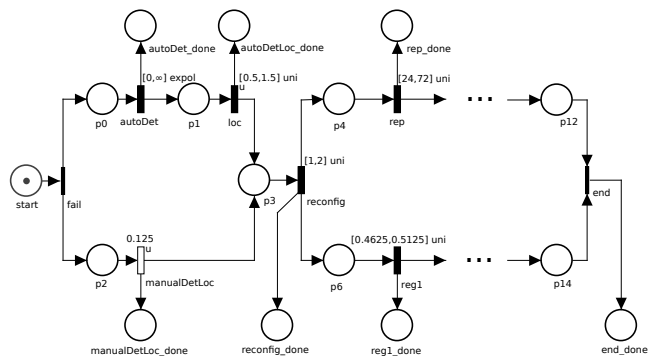 autoDet_done
autoDetLoc_done
rep_done
[0,∞] expol
[0.5,1.5] uni
u
[24,72] uni
...
p0
autoDet
p1
loc
p4
rep
p12
start
fail
[1,2] uni
p3
reconfig
end
0.125
u
[0.4625,0.5125] uni
...
p2
manualDetLoc
p6
reg1
p14
manualDetLoc_done
reconfig_done
reg1_done
end_done